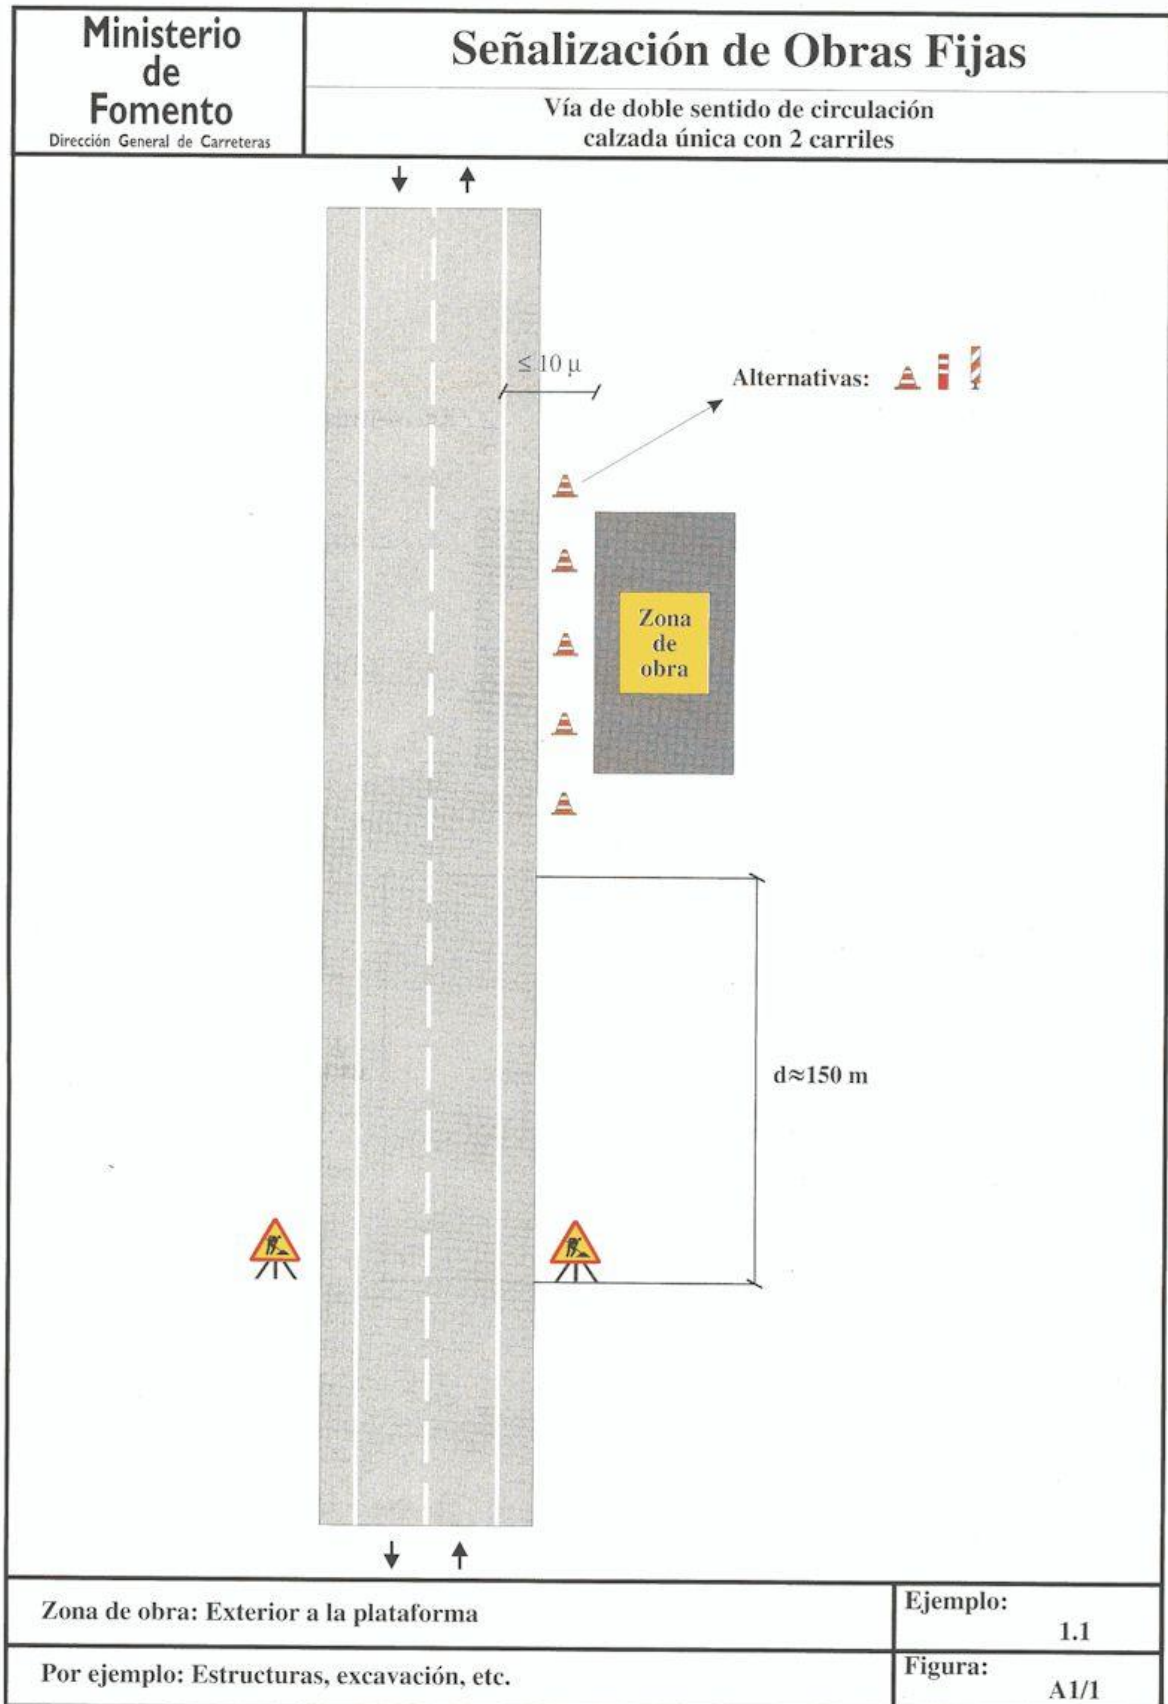 Ministerio
de
Fomento
Dirección General de Carreteras
Señalización de Obras Fijas
Vía de doble sentido de circulación
calzada única con 2 carriles
≤ 10 µ
Alternativas:
Zona
de
obra
d≈150 m
Zona de obra: Exterior a la plataforma
Ejemplo:
1.1
Por ejemplo: Estructuras, excavación, etc.
Figura:
A1/1